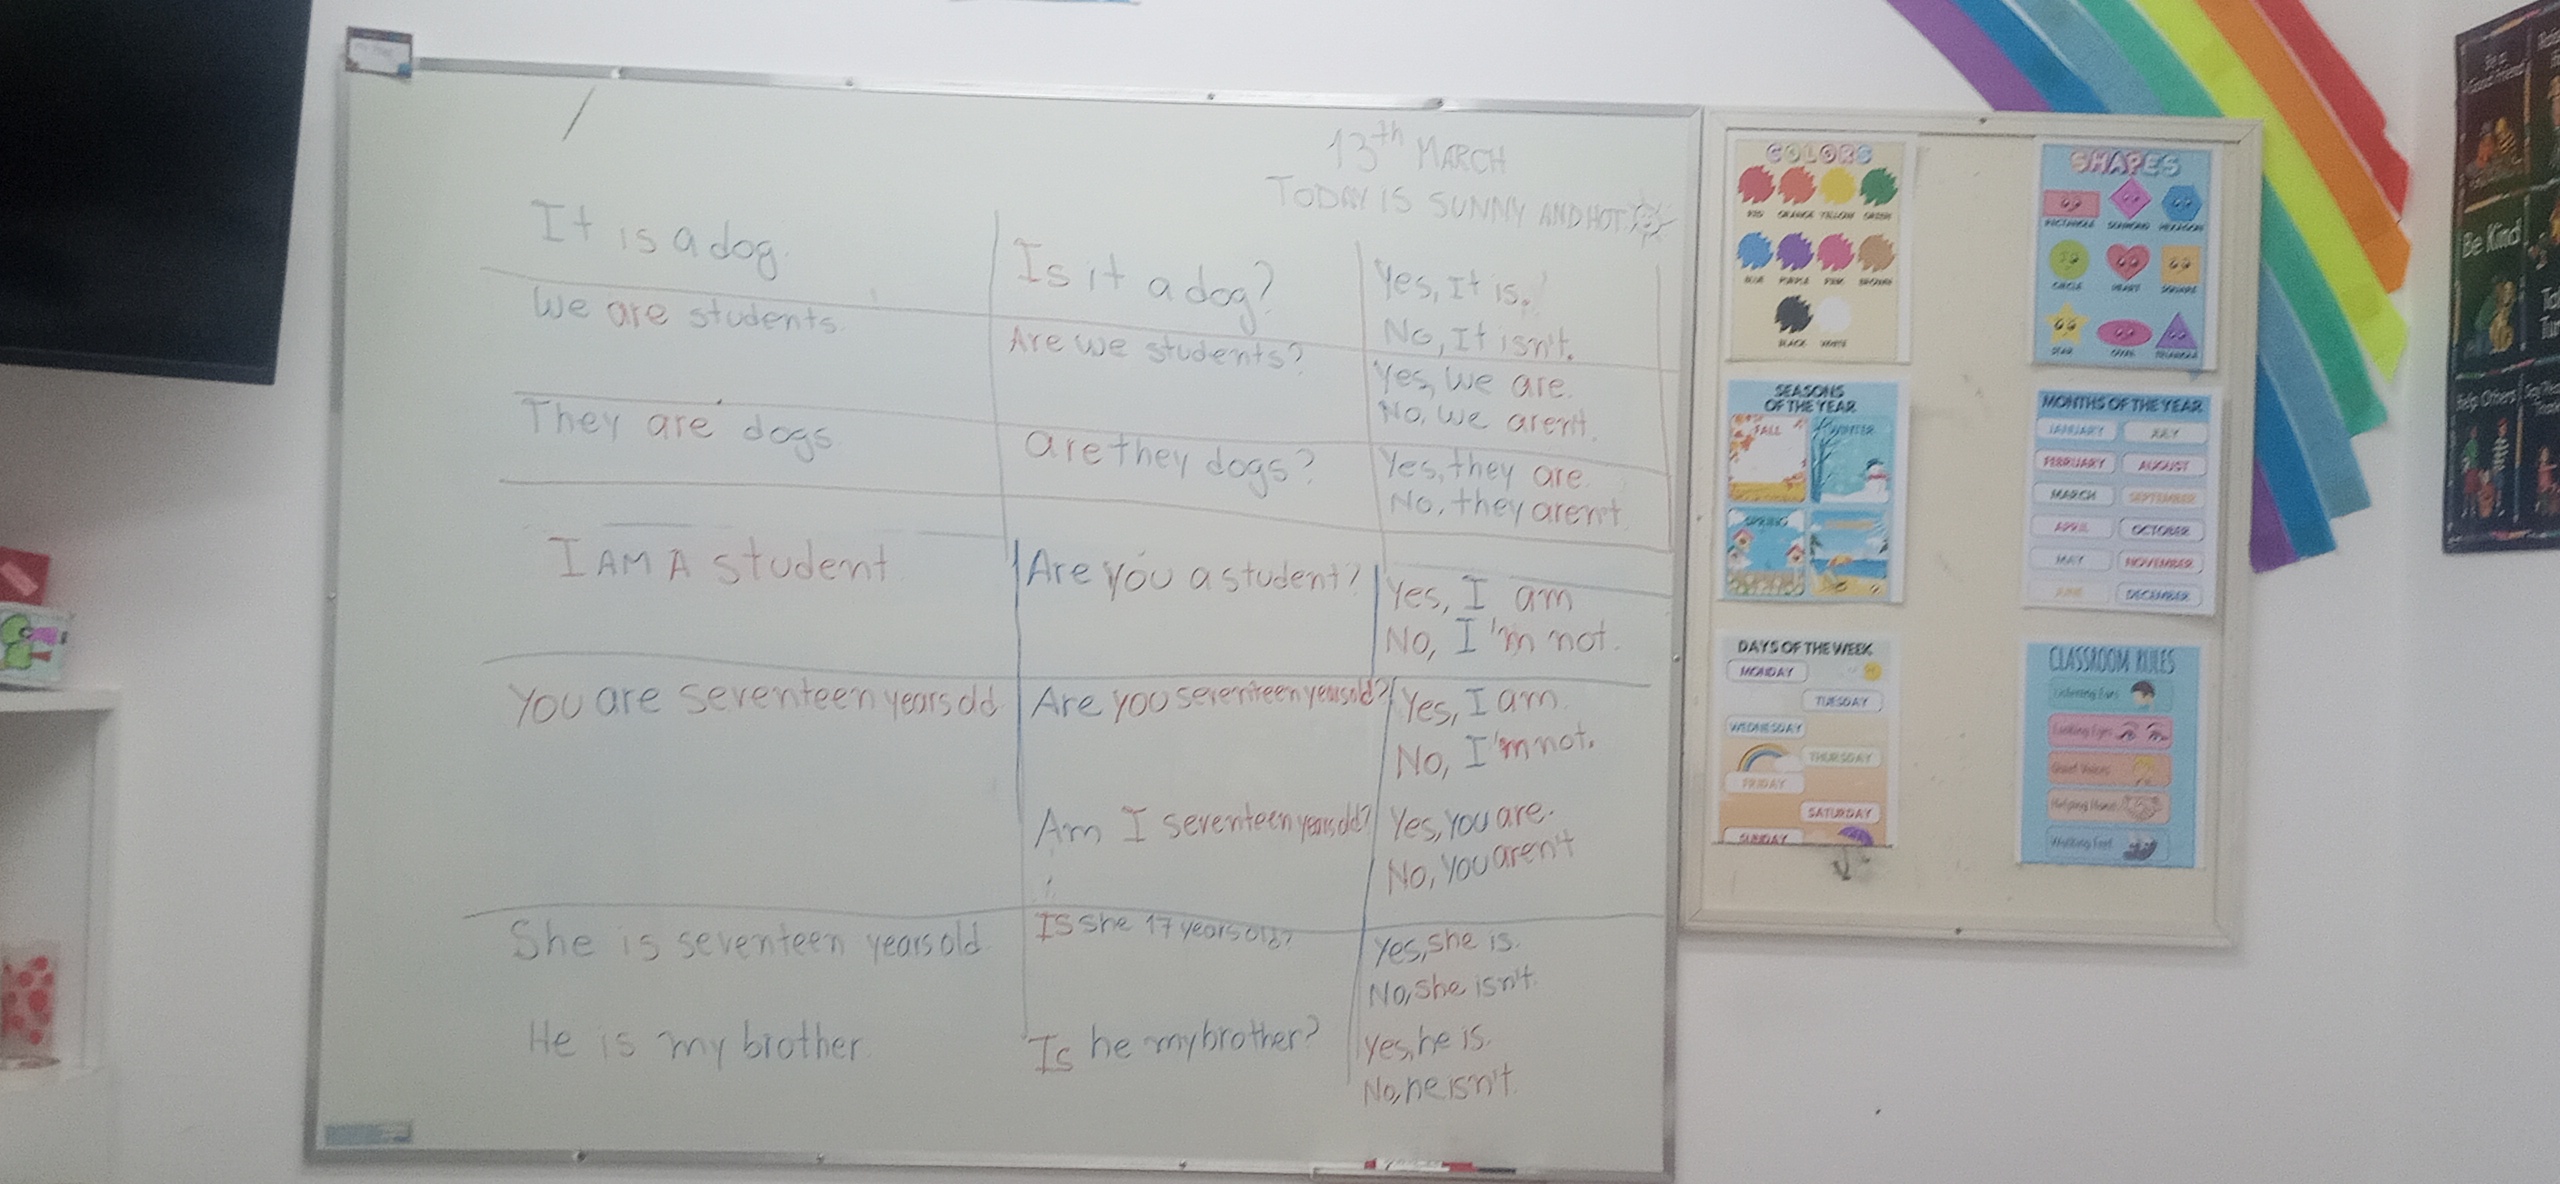 13th MARCH
TODAY IS SUNNY AND HOT
It is a dog.
Is it a dog?
Yes, It is.
No, It isn't.
We are students.
Are we students?
Yes, we are.
No, we aren't.
They are dogs.
are they dogs?
Yes, they are.
No, they aren't
I AM A student
Are you a student?
Yes, I am
No, I'm not.
You are seventeen years old
Are you seventeen years old?
Yes, I am.
No, I'm not.
Am I seventeen years old?
Yes, you are.
No, you aren't
She is seventeen years old.
Is she 17 years old?
Yes, she is.
No, she isn't.
He is my brother.
Is he my brother?
Yes, he is.
No, he isn't.
COLORS
RED ORANGE YELLOW GREEN
BLUE PURPLE PINK BROWN
BLACK WHITE
SHAPES
RECTANGLE DIAMOND HEXAGON
CIRCLE HEART SQUARE
STAR OVAL TRIANGLE
SEASONS
OF THE YEAR
FALL WINTER
SPRING
MONTHS OF THE YEAR
JANUARY JULY
FEBRUARY AUGUST
MARCH SEPTEMBER
APRIL OCTOBER
MAY NOVEMBER
JUNE DECEMBER
DAYS OF THE WEEK
MONDAY
TUESDAY
WEDNESDAY
THURSDAY
FRIDAY
SATURDAY
SUNDAY
CLASSROOM RULES
Listening Ears
Looking Eyes
Quiet Voices
Helping Hands
Walking Feet
Be a
Good Friend
Be Kind
Help Others